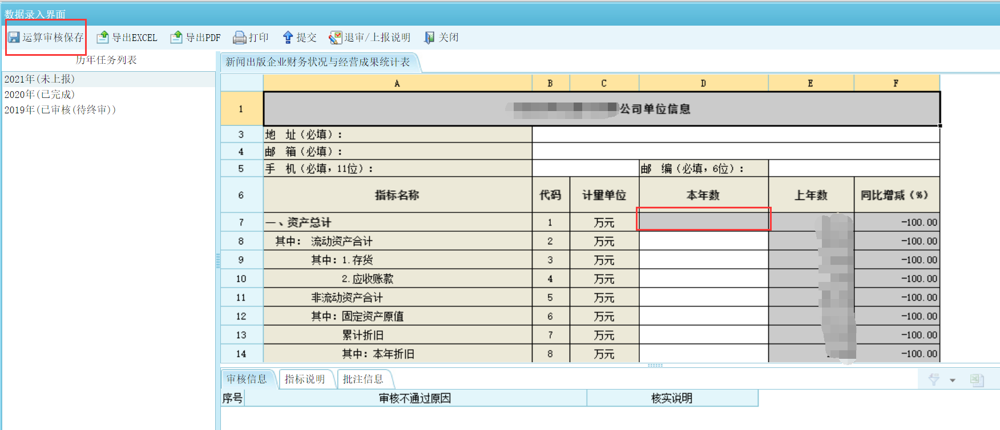 数据录入界面
运算审核保存 导出EXCEL 导出PDF 打印 提交 退审/上报说明 关闭
历年任务列表
2021年(未上报)
2020年(已完成)
2019年(已审核(待终审))
新闻出版企业财务状况与经营成果统计表
A B C D E F
1 公司单位信息
3 地 址（必填）：
4 邮 箱（必填）：
5 手 机（必填，11位）： 邮 编（必填，6位）：
6 指标名称 代码 计量单位 本年数 上年数 同比增减（%）
7 一、资产总计 1 万元 -100.00
8 其中： 流动资产合计 2 万元 -100.00
9 其中：1.存货 3 万元 -100.00
10 2.应收账款 4 万元 -100.00
11 非流动资产合计 5 万元 -100.00
12 其中：固定资产原值 6 万元 -100.00
13 累计折旧 7 万元 -100.00
14 其中：本年折旧 8 万元 -100.00
审核信息 指标说明 批注信息
序号 审核不通过原因 核实说明